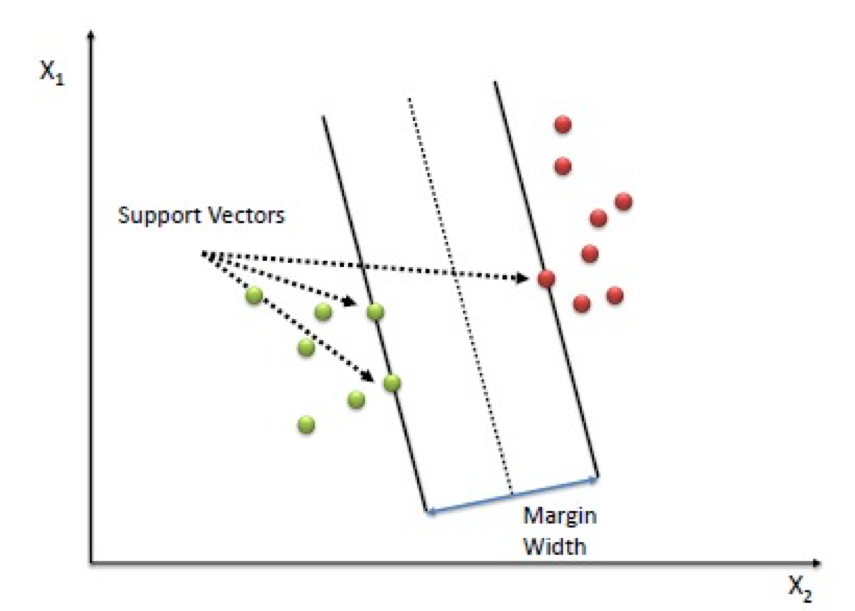 X₁
Support Vectors
Margin
Width
X₂